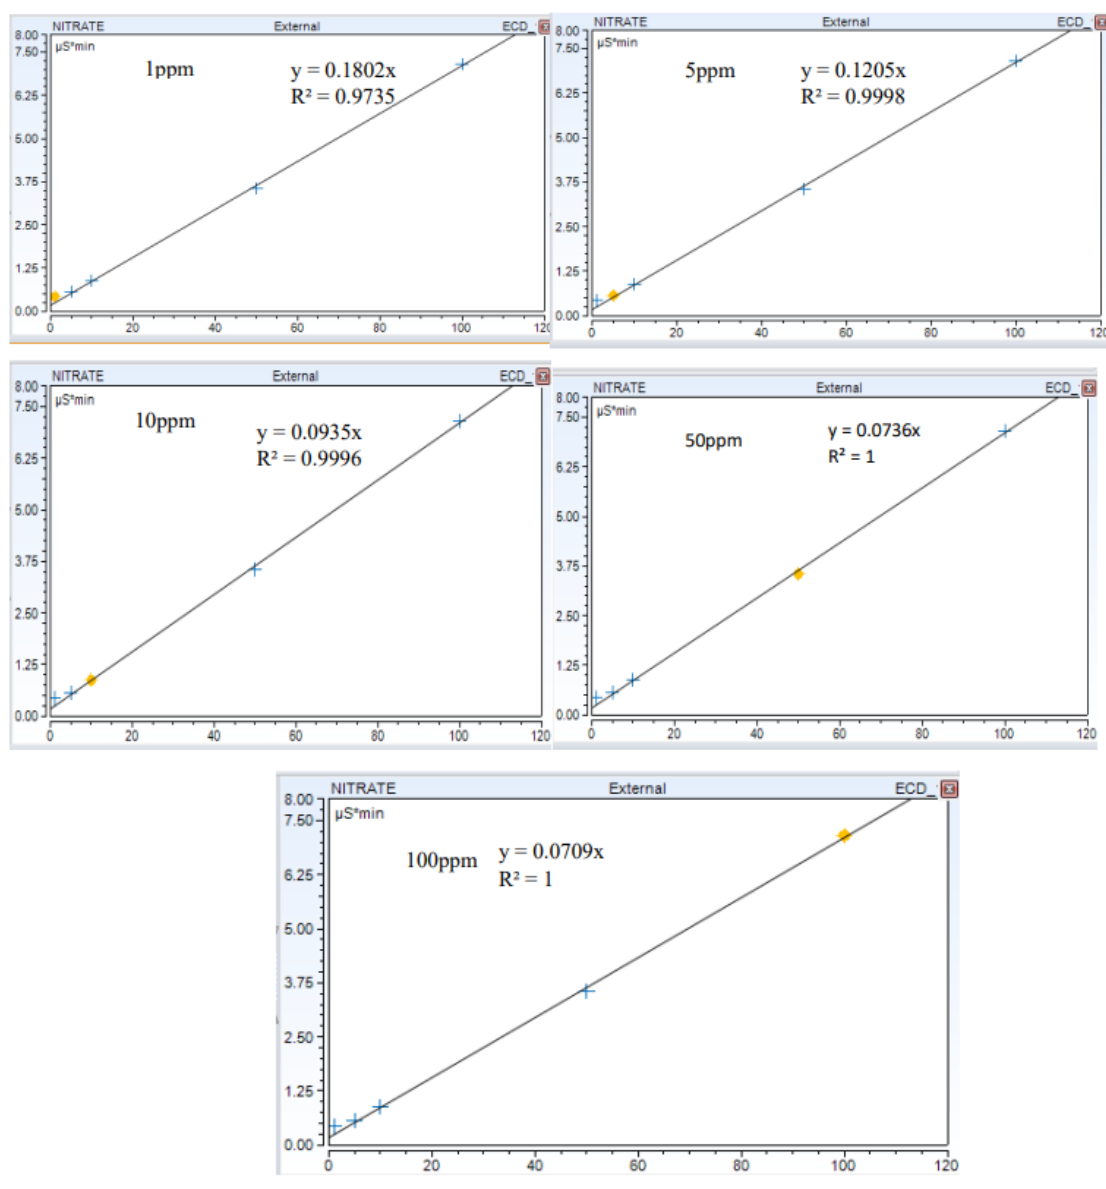 NITRATE External ECD_
8.00
µS*min
7.50
1ppm
y = 0.1802x
R² = 0.9735
6.25
5.00
3.75
2.50
1.25
0.00
0 20 40 60 80 100 120
NITRATE External ECD_
8.00
µS*min
7.50
5ppm
y = 0.1205x
R² = 0.9998
6.25
5.00
3.75
2.50
1.25
0.00
0 20 40 60 80 100 120
NITRATE External ECD_
8.00
µS*min
7.50
10ppm
y = 0.0935x
R² = 0.9996
6.25
5.00
3.75
2.50
1.25
0.00
0 20 40 60 80 100 120
NITRATE External ECD_
8.00
µS*min
7.50
50ppm
y = 0.0736x
R² = 1
6.25
5.00
3.75
2.50
1.25
0.00
0 20 40 60 80 100 120
NITRATE External ECD_
8.00
µS*min
7.50
100ppm
y = 0.0709x
R² = 1
6.25
5.00
3.75
2.50
1.25
0.00
0 20 40 60 80 100 120